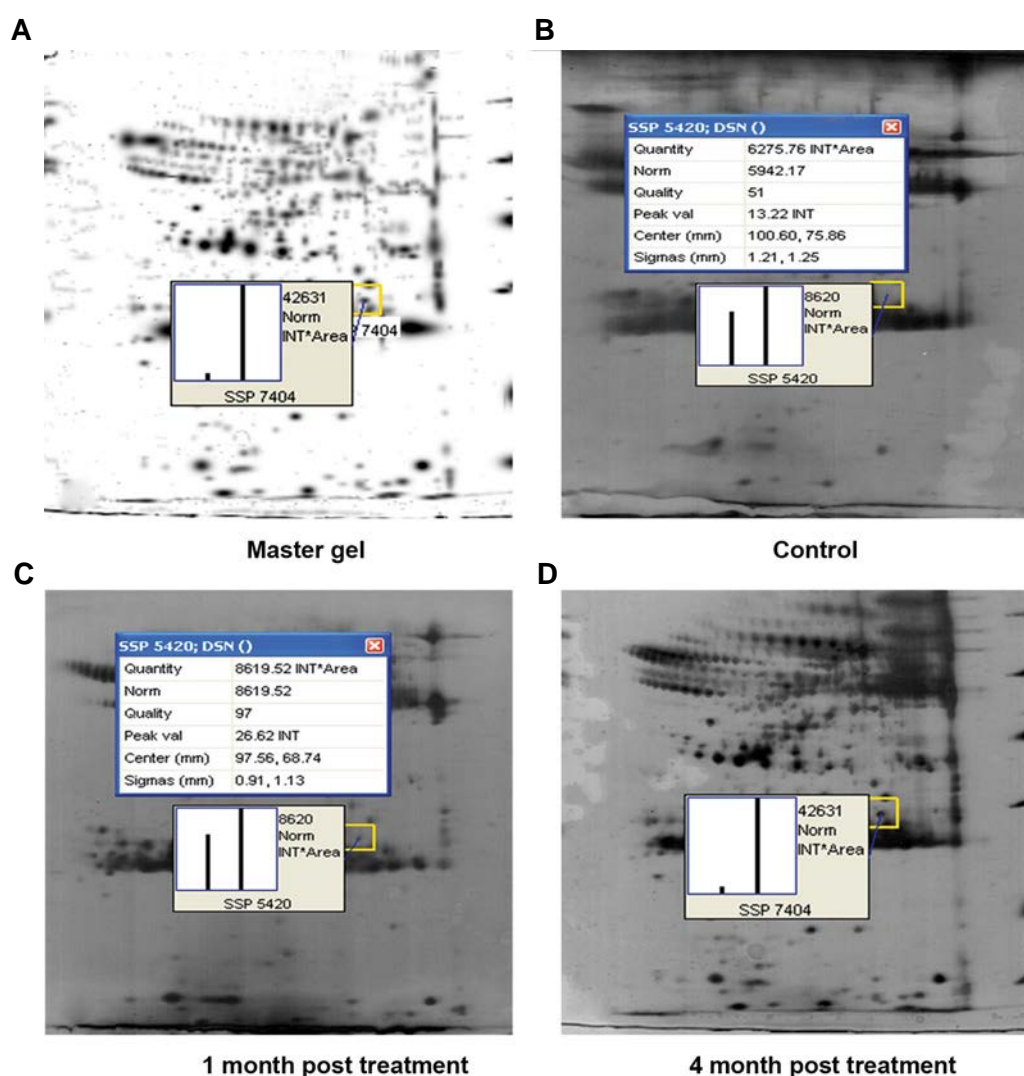 A
42631
Norm
INT*Area
7404
SSP 7404
Master gel
B
SSP 5420; DSN ()
Quantity 6275.76 INT*Area
Norm 5942.17
Quality 51
Peak val 13.22 INT
Center (mm) 100.60, 75.86
Sigmas (mm) 1.21, 1.25
8620
Norm
INT*Area
SSP 5420
Control
C
SSP 5420; DSN ()
Quantity 8619.52 INT*Area
Norm 8619.52
Quality 97
Peak val 26.62 INT
Center (mm) 97.56, 68.74
Sigmas (mm) 0.91, 1.13
8620
Norm
INT*Area
SSP 5420
1 month post treatment
D
42631
Norm
INT*Area
SSP 7404
4 month post treatment